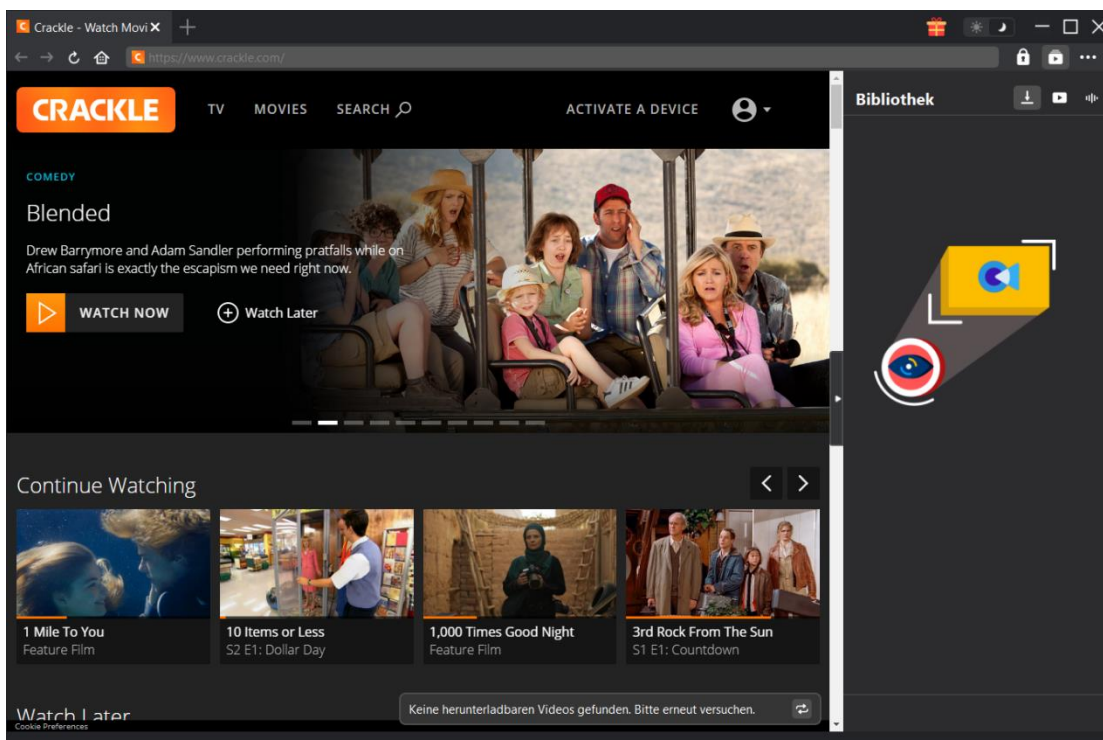 Crackle - Watch Movi
https://www.crackle.com/
CRACKLE
TV
MOVIES
SEARCH
ACTIVATE A DEVICE
Bibliothek
COMEDY
Blended
Drew Barrymore and Adam Sandler performing pratfalls while on
African safari is exactly the escapism we need right now.
WATCH NOW
Watch Later
Continue Watching
1 Mile To You
Feature Film
10 Items or Less
S2 E1: Dollar Day
1,000 Times Good Night
Feature Film
3rd Rock From The Sun
S1 E1: Countdown
Watch Later
Cookie Preferences
Keine herunterladbaren Videos gefunden. Bitte erneut versuchen.